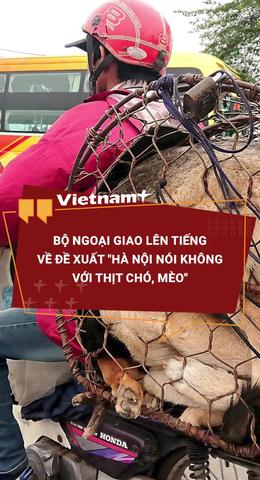 Vietnam+
BỘ NGOẠI GIAO LÊN TIẾNG
VỀ ĐỀ XUẤT "HÀ NỘI NÓI KHÔNG
VỚI THỊT CHÓ, MÈO"
HONDA